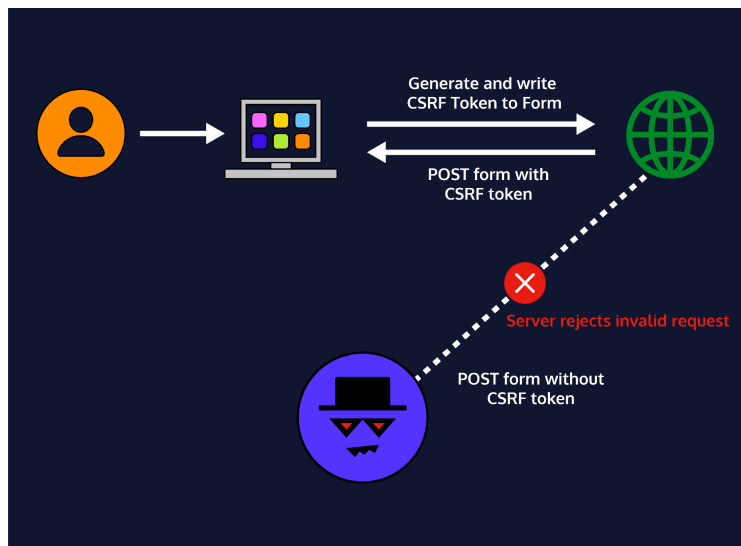 Generate and write
CSRF Token to Form
POST form with
CSRF token
Server rejects invalid request
POST form without
CSRF token